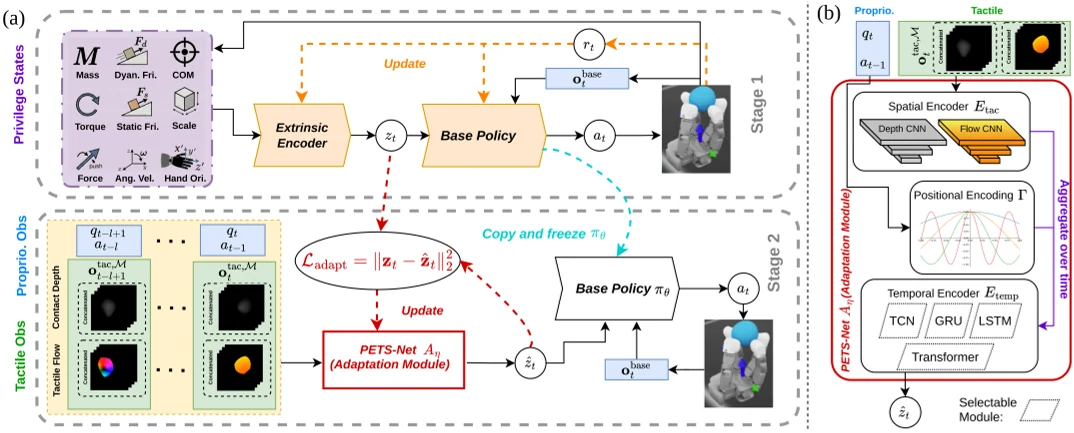 (a)
Privilege States
M
Mass
F_d
Dyan. Fri.
COM
Torque
F_s
Static Fri.
Scale
push
Force
ω
Ang. Vel.
x' y' z'
Hand Ori.
Update
Extrinsic
Encoder
z_t
Base Policy
o_t^base
r_t
a_t
Stage 1
Proprio. Obs
Tactile Obs
Contact Depth
Tactile Flow
q_{t-l+1}
a_{t-l}
...
q_t
a_{t-1}
o_{t-l+1}^{tac,M}
...
o_t^{tac,M}
Concatenated
Concatenated
Concatenated
Concatenated
L_adapt = ||z_t − ẑ_t||_2^2
Update
PETS-Net A_η
(Adaptation Module)
ẑ_t
Copy and freeze π_θ
Base Policy π_θ
a_t
o_t^base
Stage 2
(b)
Proprio.
Tactile
q_t
a_{t-1}
o_t^{tac,M}
Concatenated
Concatenated
PETS-Net A_η(Adaptation Module)
Spatial Encoder E_tac
Depth CNN
Flow CNN
Positional Encoding Γ
Aggregate over time
Temporal Encoder E_temp
TCN
GRU
LSTM
Transformer
ẑ_t
Selectable
Module: